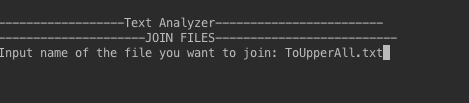 ------------------Text Analyzer------------------------
---------------------JOIN FILES--------------------------
Input name of the file you want to join: ToUpperAll.txt